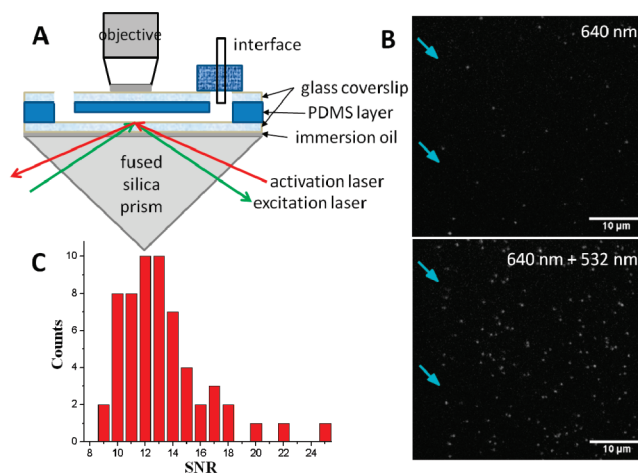 A
objective
interface
glass coverslip
PDMS layer
immersion oil
fused
silica
prism
activation laser
excitation laser
B
640 nm
10 µm
640 nm + 532 nm
10 µm
C
Counts
10
8
6
4
2
0
8 10 12 14 16 18 20 22 24
SNR